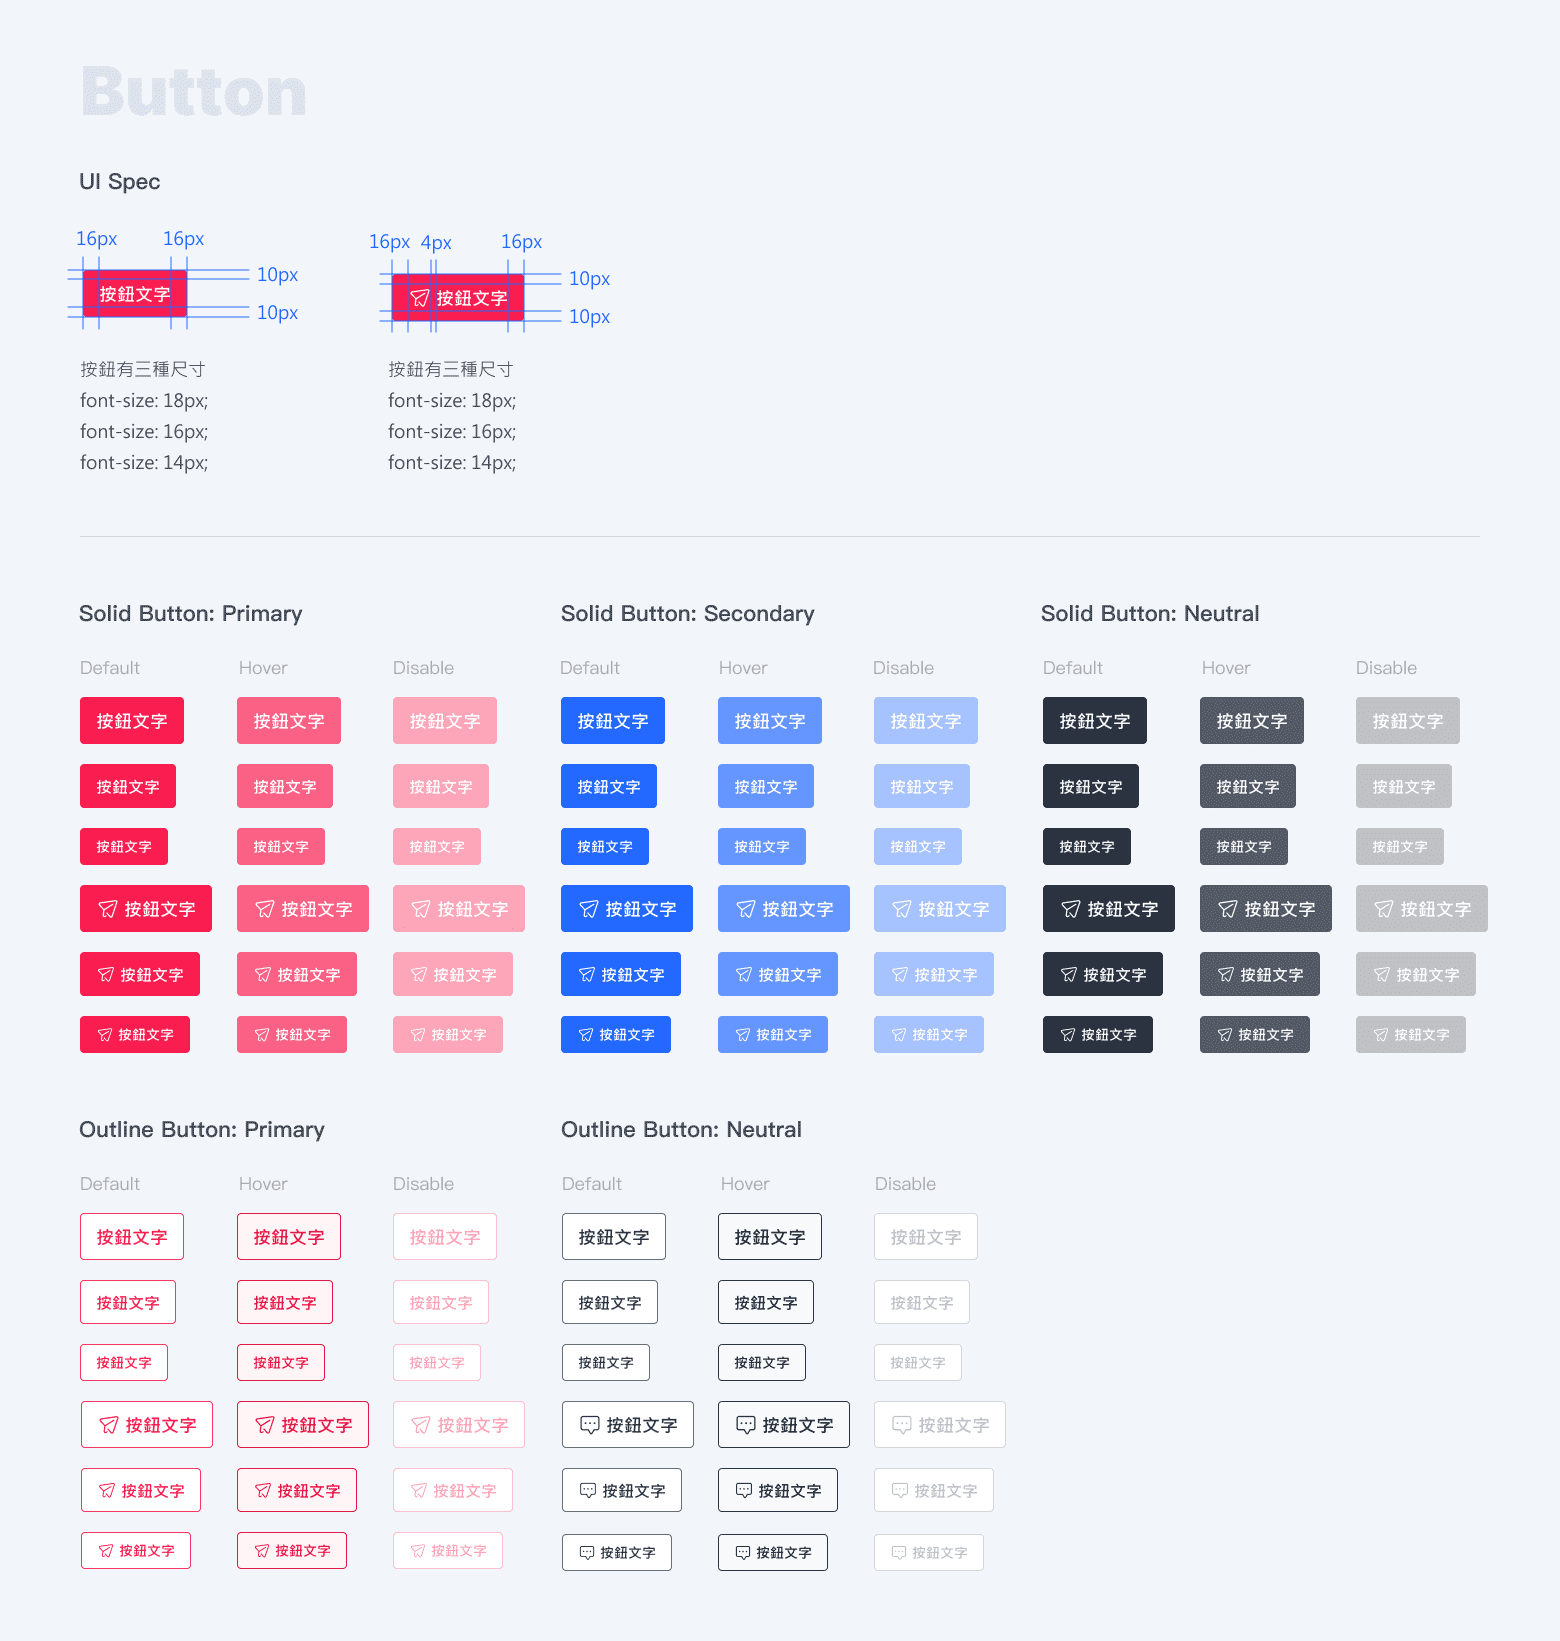 Button
UI Spec
16px 16px
10px
按鈕文字
10px
按鈕有三種尺寸
font-size: 18px;
font-size: 16px;
font-size: 14px;
16px 4px 16px
10px
按鈕文字
10px
按鈕有三種尺寸
font-size: 18px;
font-size: 16px;
font-size: 14px;
Solid Button: Primary
Default Hover Disable
按鈕文字 按鈕文字 按鈕文字
按鈕文字 按鈕文字 按鈕文字
按鈕文字 按鈕文字 按鈕文字
按鈕文字 按鈕文字 按鈕文字
按鈕文字 按鈕文字 按鈕文字
按鈕文字 按鈕文字 按鈕文字
Solid Button: Secondary
Default Hover Disable
按鈕文字 按鈕文字 按鈕文字
按鈕文字 按鈕文字 按鈕文字
按鈕文字 按鈕文字 按鈕文字
按鈕文字 按鈕文字 按鈕文字
按鈕文字 按鈕文字 按鈕文字
按鈕文字 按鈕文字 按鈕文字
Solid Button: Neutral
Default Hover Disable
按鈕文字 按鈕文字 按鈕文字
按鈕文字 按鈕文字 按鈕文字
按鈕文字 按鈕文字 按鈕文字
按鈕文字 按鈕文字 按鈕文字
按鈕文字 按鈕文字 按鈕文字
按鈕文字 按鈕文字 按鈕文字
Outline Button: Primary
Default Hover Disable
按鈕文字 按鈕文字 按鈕文字
按鈕文字 按鈕文字 按鈕文字
按鈕文字 按鈕文字 按鈕文字
按鈕文字 按鈕文字 按鈕文字
按鈕文字 按鈕文字 按鈕文字
按鈕文字 按鈕文字 按鈕文字
Outline Button: Neutral
Default Hover Disable
按鈕文字 按鈕文字 按鈕文字
按鈕文字 按鈕文字 按鈕文字
按鈕文字 按鈕文字 按鈕文字
按鈕文字 按鈕文字 按鈕文字
按鈕文字 按鈕文字 按鈕文字
按鈕文字 按鈕文字 按鈕文字